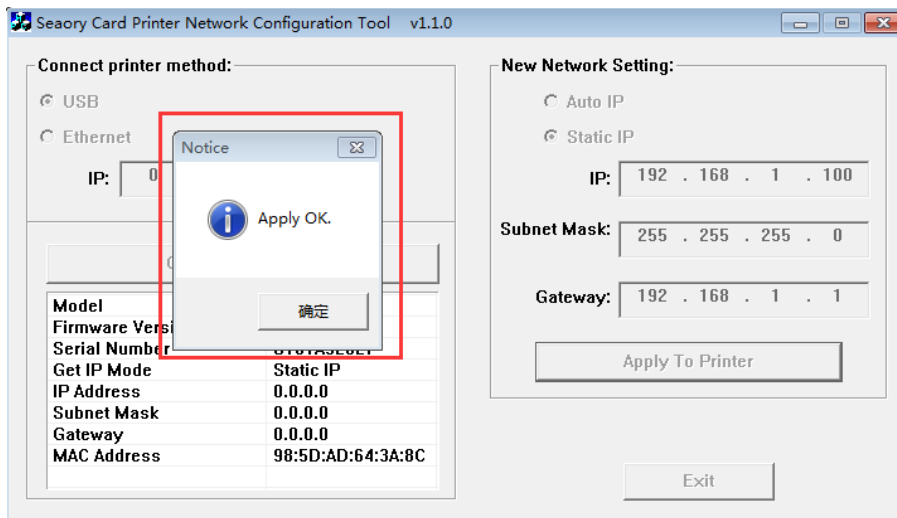 Seaory Card Printer Network Configuration Tool v1.1.0
Connect printer method:
USB
Ethernet
IP: 0
Notice
Apply OK.
确定
Model
Firmware Versi
Serial Number
Get IP Mode Static IP
IP Address 0.0.0.0
Subnet Mask 0.0.0.0
Gateway 0.0.0.0
MAC Address 98:5D:AD:64:3A:8C
New Network Setting:
Auto IP
Static IP
IP: 192 . 168 . 1 . 100
Subnet Mask: 255 . 255 . 255 . 0
Gateway: 192 . 168 . 1 . 1
Apply To Printer
Exit